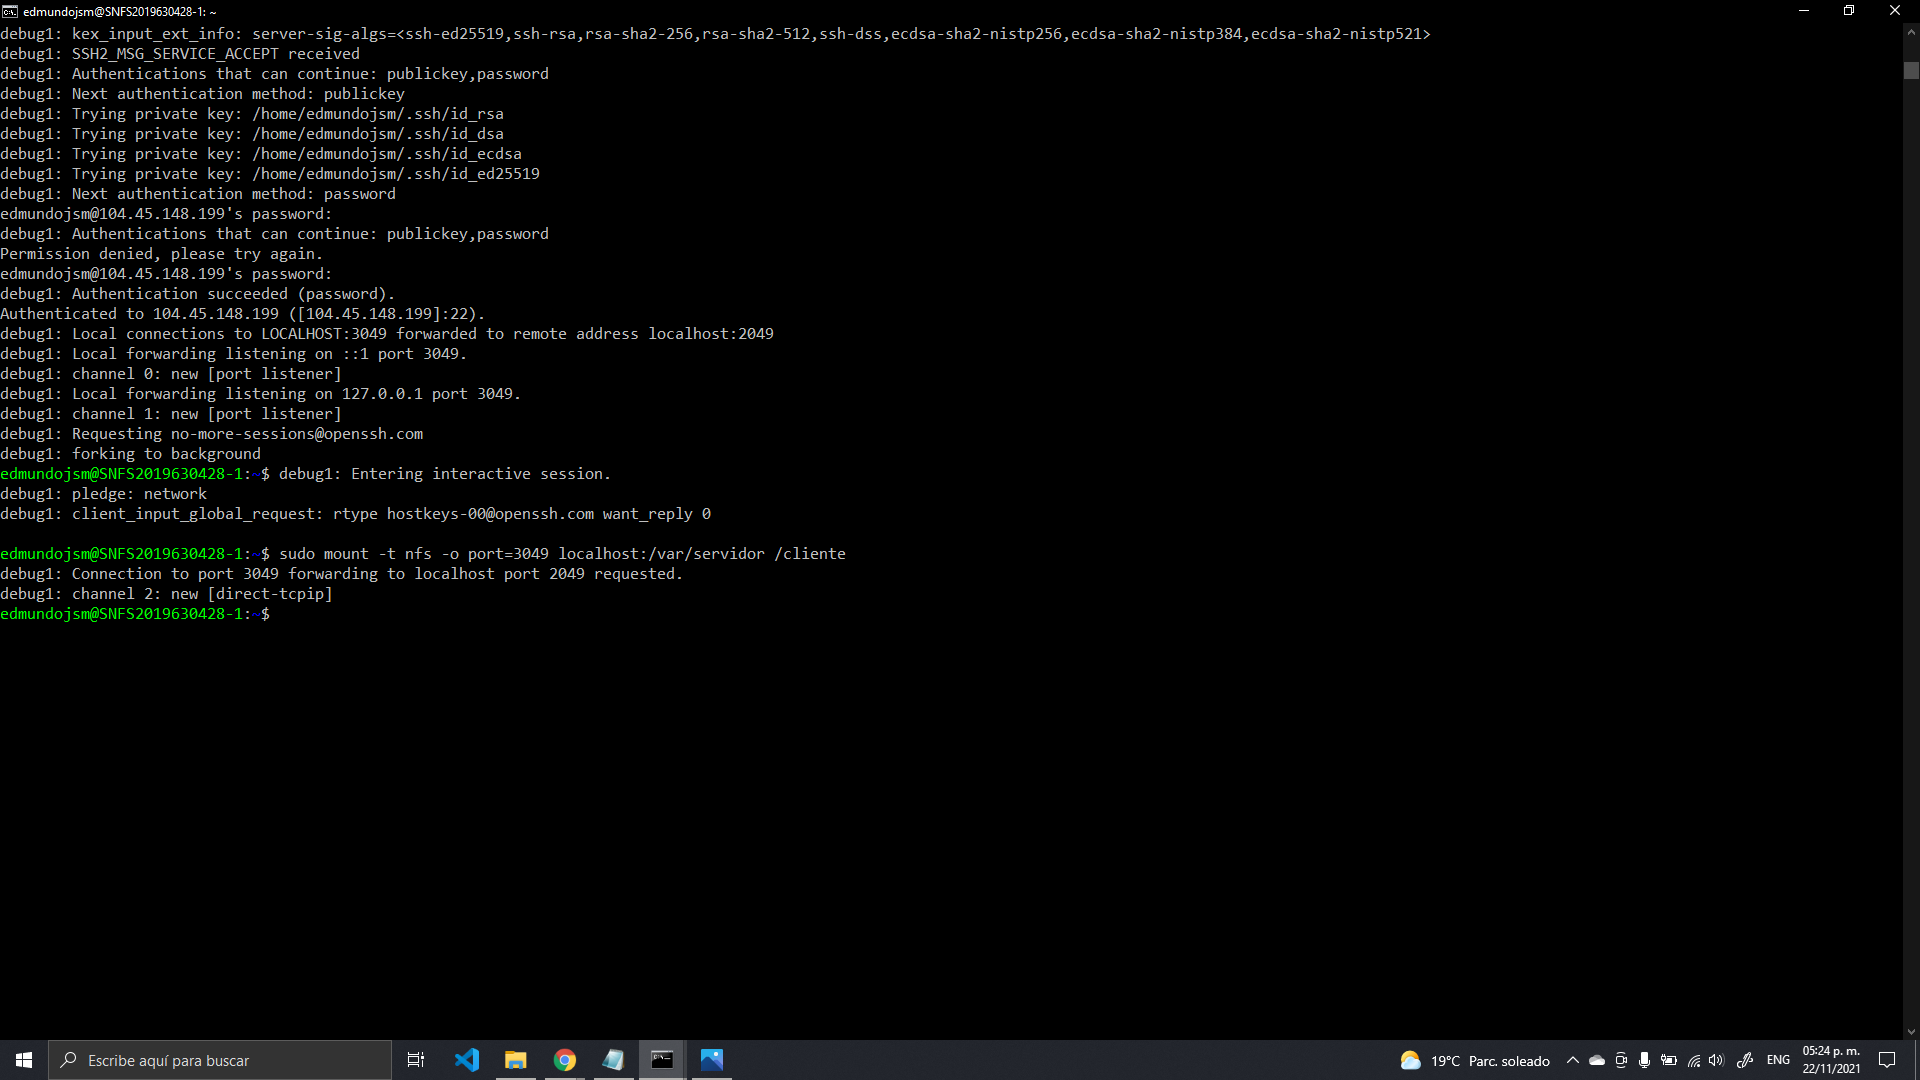 edmundojsm@SNFS2019630428-1: ~
debug1: kex_input_ext_info: server-sig-algs=<ssh-ed25519,ssh-rsa,rsa-sha2-256,rsa-sha2-512,ssh-dss,ecdsa-sha2-nistp256,ecdsa-sha2-nistp384,ecdsa-sha2-nistp521>
debug1: SSH2_MSG_SERVICE_ACCEPT received
debug1: Authentications that can continue: publickey,password
debug1: Next authentication method: publickey
debug1: Trying private key: /home/edmundojsm/.ssh/id_rsa
debug1: Trying private key: /home/edmundojsm/.ssh/id_dsa
debug1: Trying private key: /home/edmundojsm/.ssh/id_ecdsa
debug1: Trying private key: /home/edmundojsm/.ssh/id_ed25519
debug1: Next authentication method: password
edmundojsm@104.45.148.199's password:
debug1: Authentications that can continue: publickey,password
Permission denied, please try again.
edmundojsm@104.45.148.199's password:
debug1: Authentication succeeded (password).
Authenticated to 104.45.148.199 ([104.45.148.199]:22).
debug1: Local connections to LOCALHOST:3049 forwarded to remote address localhost:2049
debug1: Local forwarding listening on ::1 port 3049.
debug1: channel 0: new [port listener]
debug1: Local forwarding listening on 127.0.0.1 port 3049.
debug1: channel 1: new [port listener]
debug1: Requesting no-more-sessions@openssh.com
debug1: forking to background
edmundojsm@SNFS2019630428-1:~$ debug1: Entering interactive session.
debug1: pledge: network
debug1: client_input_global_request: rtype hostkeys-00@openssh.com want_reply 0
edmundojsm@SNFS2019630428-1:~$ sudo mount -t nfs -o port=3049 localhost:/var/servidor /cliente
debug1: Connection to port 3049 forwarding to localhost port 2049 requested.
debug1: channel 2: new [direct-tcpip]
edmundojsm@SNFS2019630428-1:~$
Escribe aquí para buscar
19°C Parc. soleado
ENG
05:24 p. m.
22/11/2021